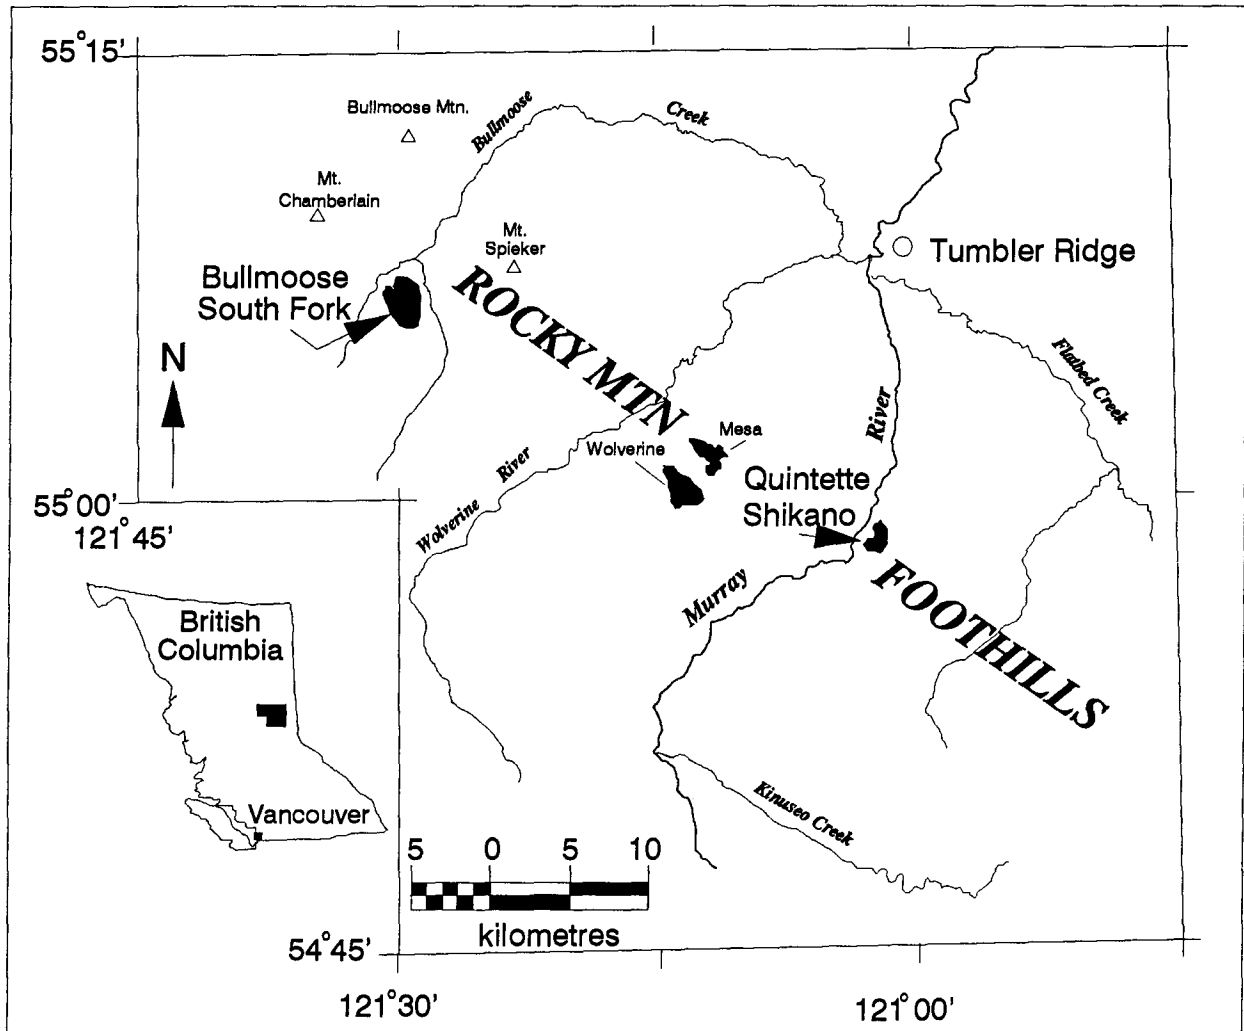 55°15'
Bullmoose Mtn.
Bullmoose
Creek
Mt.
Chamberlain
Mt.
Spieker
Tumbler Ridge
Bullmoose
South Fork
ROCKY MTN
N
Flatbed Creek
River
Mesa
Wolverine
River
Quintette
Shikano
55°00'
121°45'
Wolverine
Murray
FOOTHILLS
British
Columbia
Vancouver
Kinuseo Creek
5 0 5 10
kilometres
54°45'
121°30'
121°00'